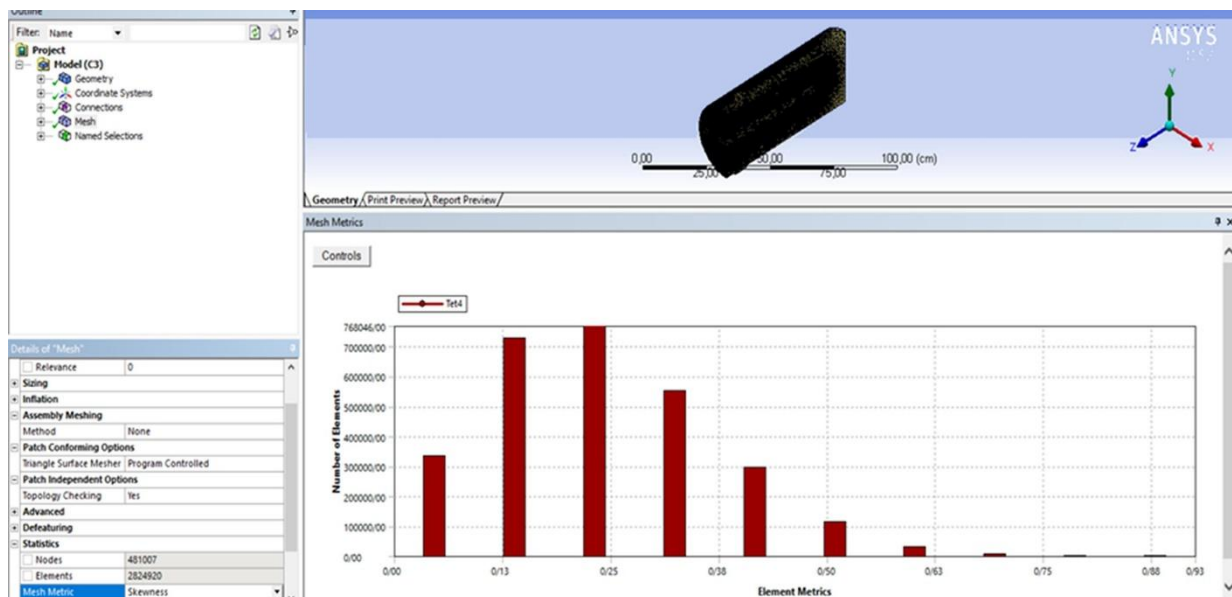 Outline
Filter: Name
Project
Model (C3)
Geometry
Coordinate Systems
Connections
Mesh
Named Selections
ANSYS
Y
Z
X
0,00
50,00
100,00 (cm)
25,00
75,00
Geometry Print Preview Report Preview
Mesh Metrics
Controls
Tet4
Number of Elements
768046/00
700000/00
600000/00
500000/00
400000/00
300000/00
200000/00
100000/00
0/00
0/00 0/13 0/25 0/38 0/50 0/63 0/75 0/88 0/93
Element Metrics
Details of "Mesh"
Relevance 0
Sizing
Inflation
Assembly Meshing
Method None
Patch Conforming Options
Triangle Surface Mesher Program Controlled
Patch Independent Options
Topology Checking Yes
Advanced
Defeaturing
Statistics
Nodes 481007
Elements 2824920
Mesh Metric Skewness